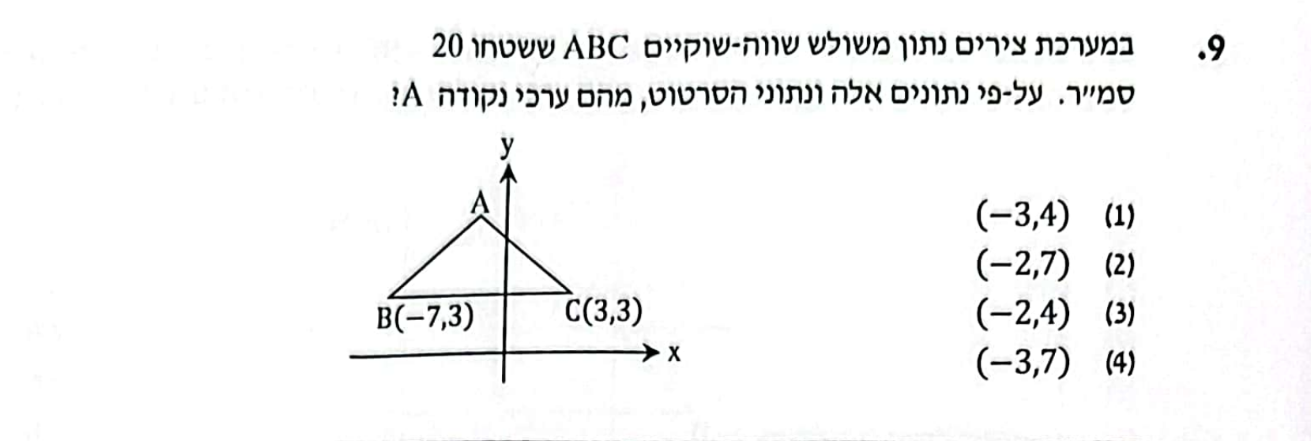 9. במערכת צירים נתון משולש שווה-שוקיים ABC ששטחו 20
סמ״ר. על-פי נתונים אלה ונתוני הסרטוט, מהם ערכי נקודה A?
y
A
B(−7,3)
C(3,3)
x
(1) (−3,4)
(2) (−2,7)
(3) (−2,4)
(4) (−3,7)